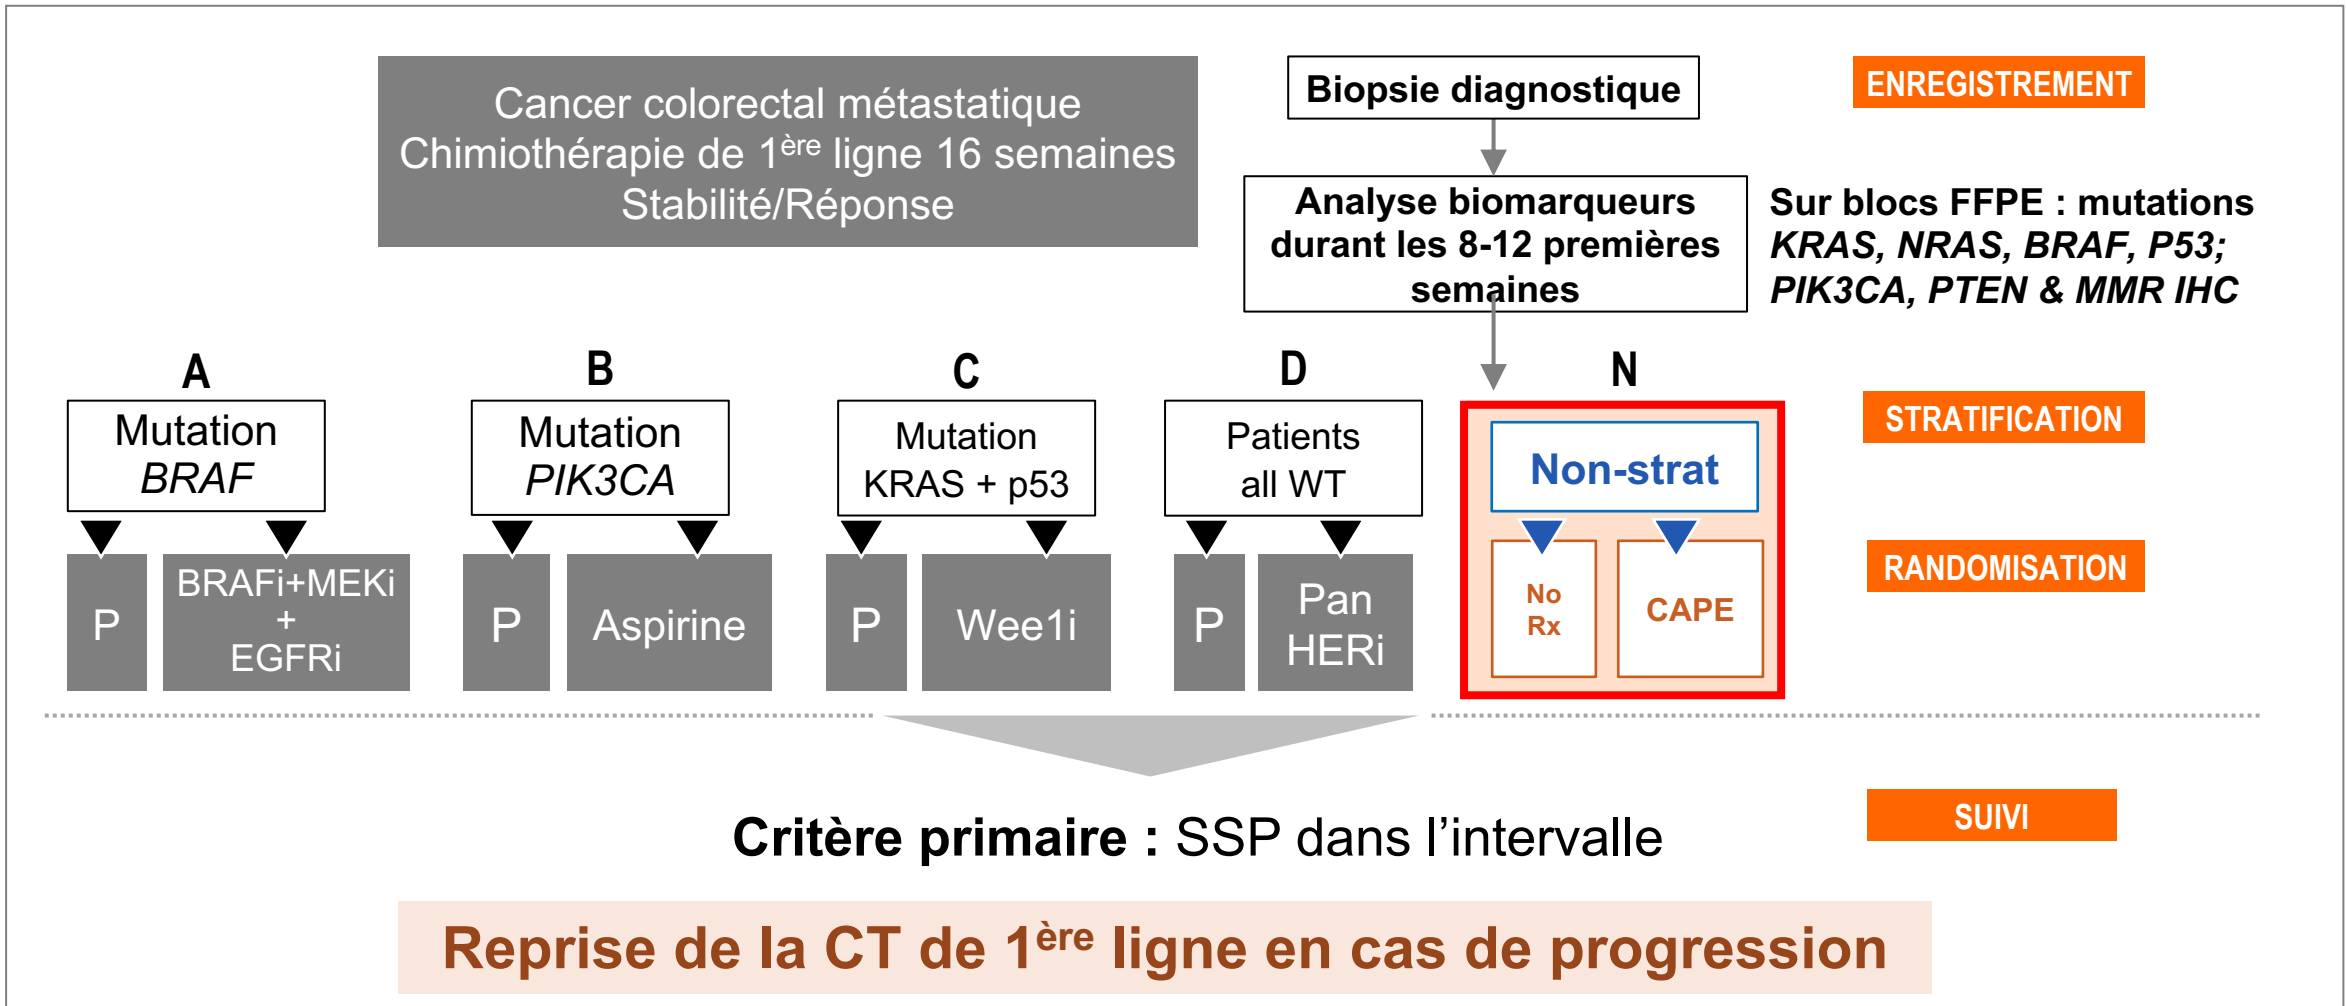 Cancer colorectal métastatique
Chimiothérapie de 1ère ligne 16 semaines
Stabilité/Réponse
Biopsie diagnostique
ENREGISTREMENT
Analyse biomarqueurs
durant les 8-12 premières
semaines
Sur blocs FFPE : mutations
KRAS, NRAS, BRAF, P53;
PIK3CA, PTEN & MMR IHC
A
Mutation
BRAF
B
Mutation
PIK3CA
C
Mutation
KRAS + p53
D
Patients
all WT
N
Non-strat
STRATIFICATION
P
BRAFi+MEKi
+
EGFRi
P
Aspirine
P
Wee1i
P
Pan
HERi
No
Rx
CAPE
RANDOMISATION
Critère primaire : SSP dans l’intervalle
SUIVI
Reprise de la CT de 1ère ligne en cas de progression